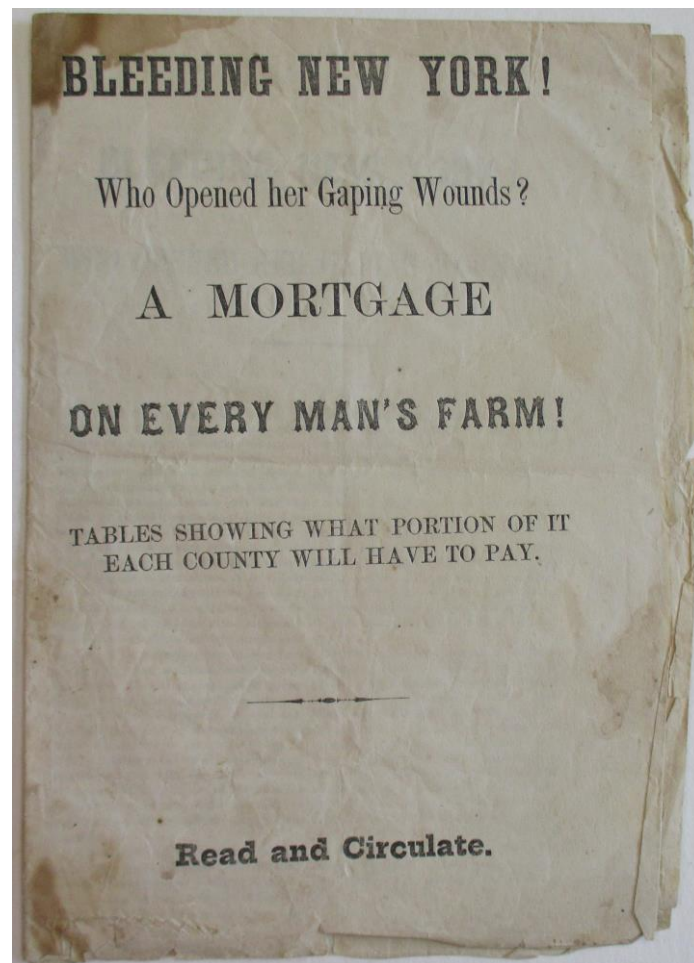 BLEEDING NEW YORK!
Who Opened her Gaping Wounds?
A MORTGAGE
ON EVERY MAN'S FARM!
TABLES SHOWING WHAT PORTION OF IT
EACH COUNTY WILL HAVE TO PAY.
Read and Circulate.